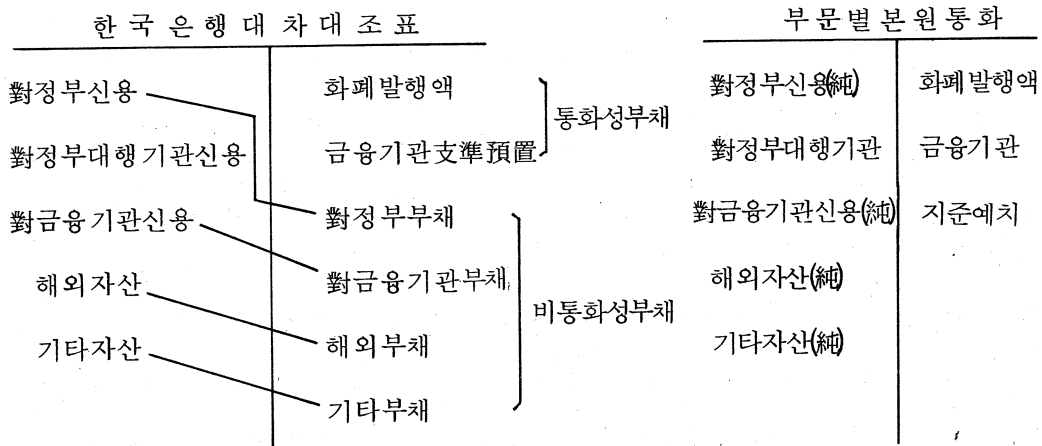 한국은행대차대조표
對정부신용 화폐발행액
통화성부채
對정부대행기관신용 금융기관支準預置
對금융기관신용 對정부부채
해외자산 對금융기관부채
비통화성부채
기타자산 해외부채
기타부채
부문별본원통화
對정부신용(純) 화폐발행액
對정부대행기관 금융기관
對금융기관신용(純) 지준예치
해외자산(純)
기타자산(純)